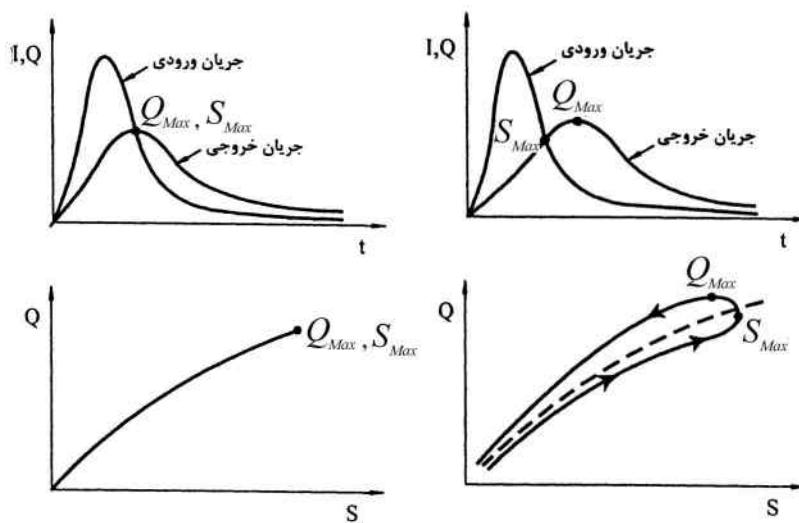 I,Q
جریان ورودی
Q_Max , S_Max
جریان خروجی
t
I,Q
جریان ورودی
Q_Max
S_Max
جریان خروجی
t
Q
Q_Max , S_Max
S
Q
Q_Max
S_Max
S